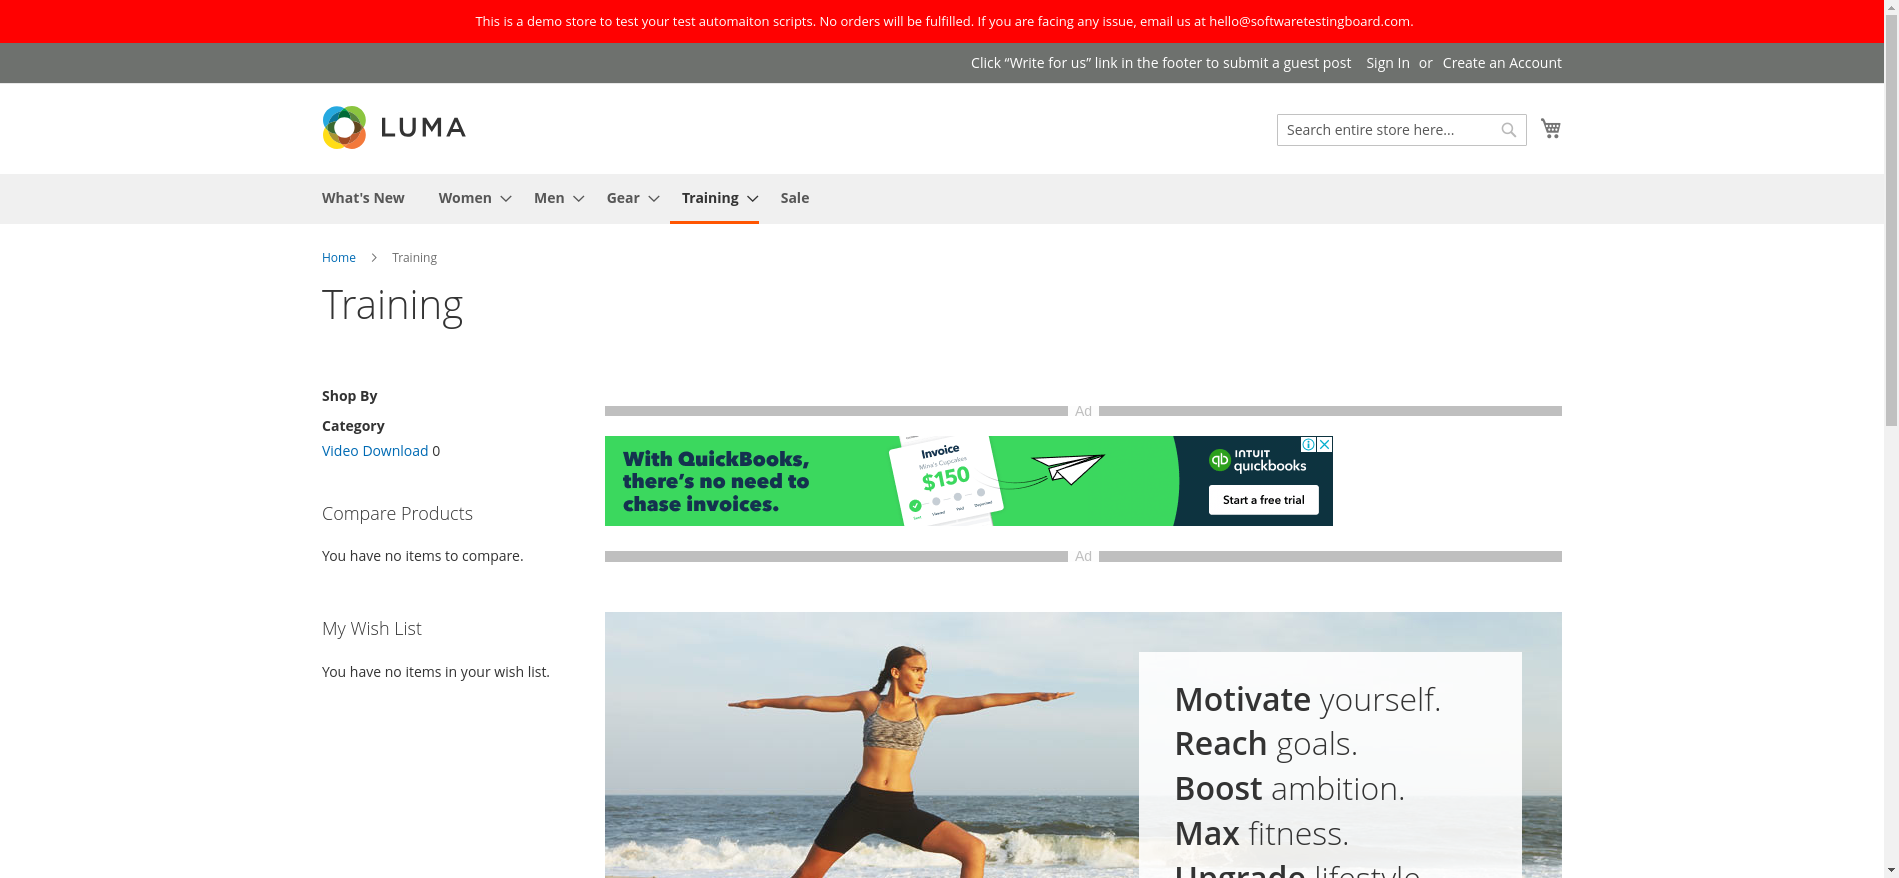 This is a demo store to test your test automaiton scripts. No orders will be fulfilled. If you are facing any issue, email us at hello@softwaretestingboard.com.
Click “Write for us” link in the footer to submit a guest post Sign In or Create an Account
LUMA
Search entire store here...
What's New Women Men Gear Training Sale
Home Training
Training
Shop By
Category
Video Download 0
Compare Products
You have no items to compare.
My Wish List
You have no items in your wish list.
Ad
With QuickBooks,
there's no need to
chase invoices.
Invoice
Mina's Cupcakes
$150
INTUIT
qb quickbooks
Start a free trial
Ad
Motivate yourself.
Reach goals.
Boost ambition.
Max fitness.
Upgrade lifestyle.